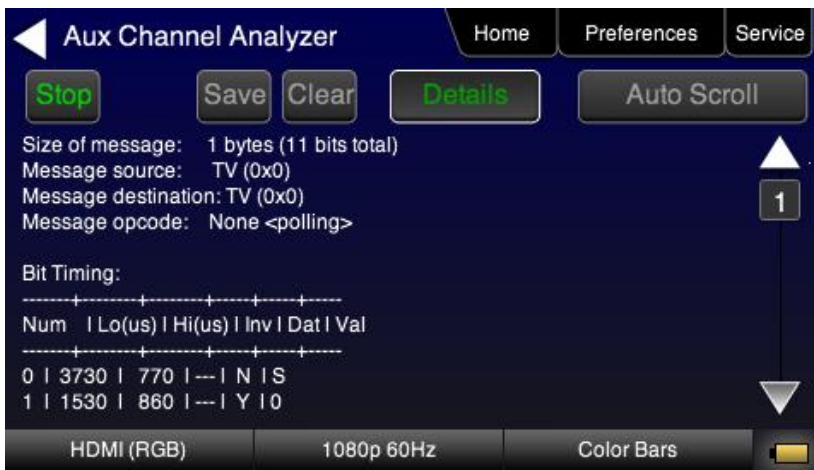 Aux Channel Analyzer
Home
Preferences
Service
Stop
Save
Clear
Details
Auto Scroll
Size of message: 1 bytes (11 bits total)
Message source: TV (0x0)
Message destination: TV (0x0)
Message opcode: None <polling>
1
Bit Timing:
-------+--------+--------+-----+-----+-----
Num | Lo(us) | Hi(us) | Inv | Dat | Val
-------+--------+--------+-----+-----+-----
0 | 3730 | 770 |---| N |S
1 | 1530 | 860 |---| Y |0
HDMI (RGB)
1080p 60Hz
Color Bars